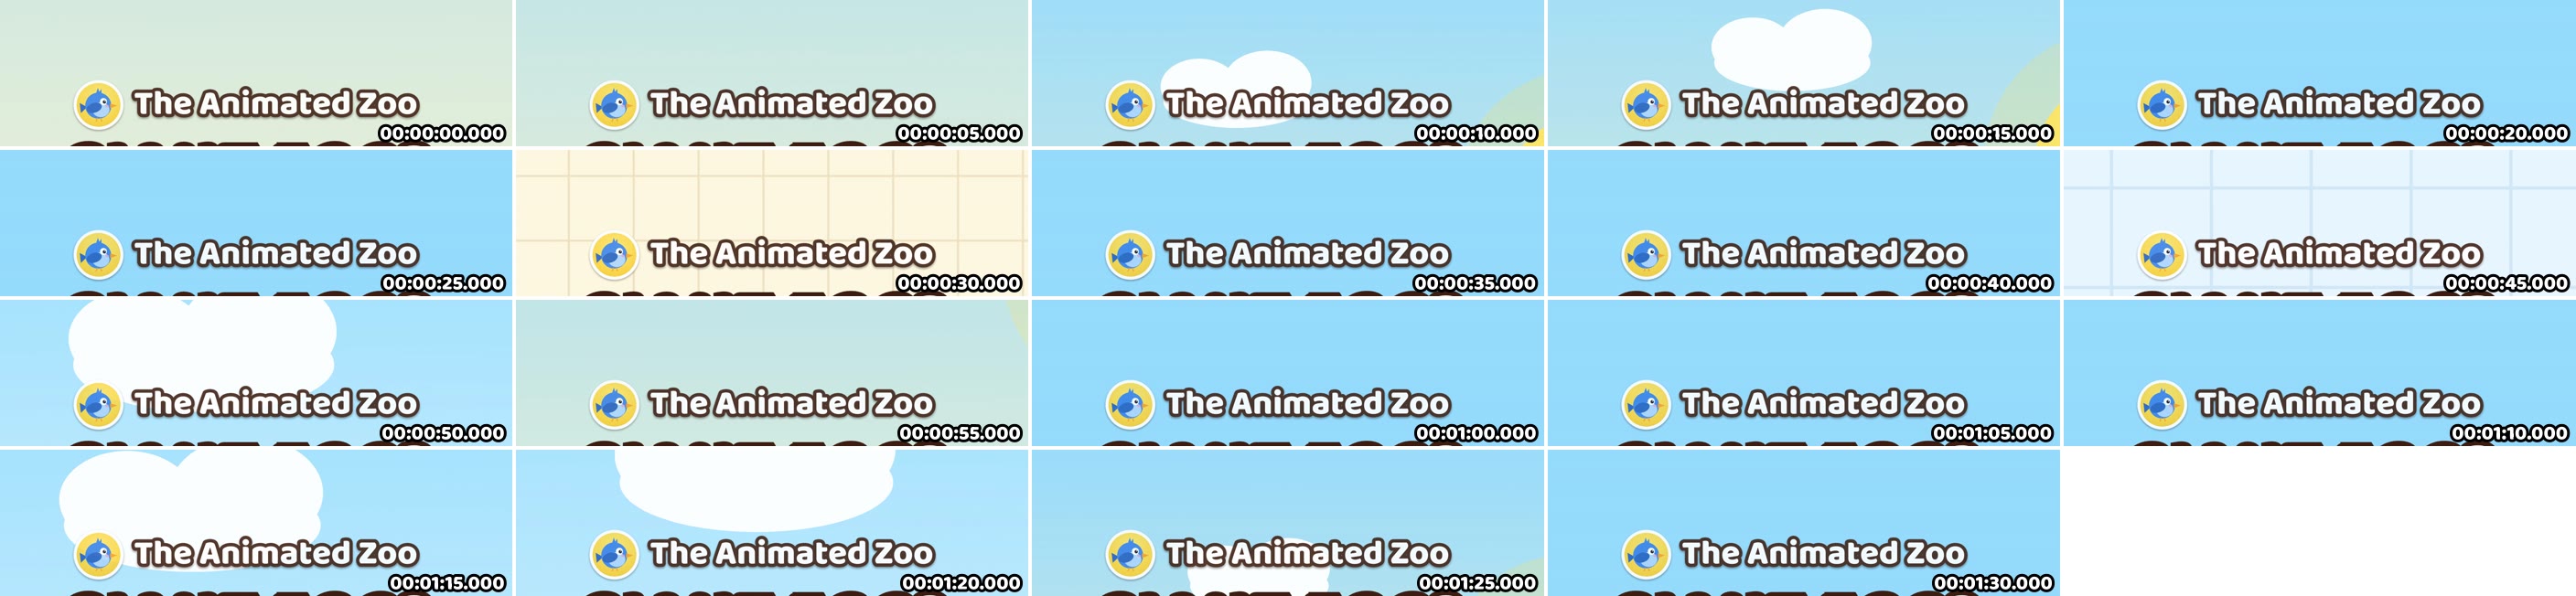 The Animated Zoo
00:00:00.000
The Animated Zoo
00:00:05.000
The Animated Zoo
00:00:10.000
The Animated Zoo
00:00:15.000
The Animated Zoo
00:00:20.000
The Animated Zoo
00:00:25.000
The Animated Zoo
00:00:30.000
The Animated Zoo
00:00:35.000
The Animated Zoo
00:00:40.000
The Animated Zoo
00:00:45.000
The Animated Zoo
00:00:50.000
The Animated Zoo
00:00:55.000
The Animated Zoo
00:01:00.000
The Animated Zoo
00:01:05.000
The Animated Zoo
00:01:10.000
The Animated Zoo
00:01:15.000
The Animated Zoo
00:01:20.000
The Animated Zoo
00:01:25.000
The Animated Zoo
00:01:30.000